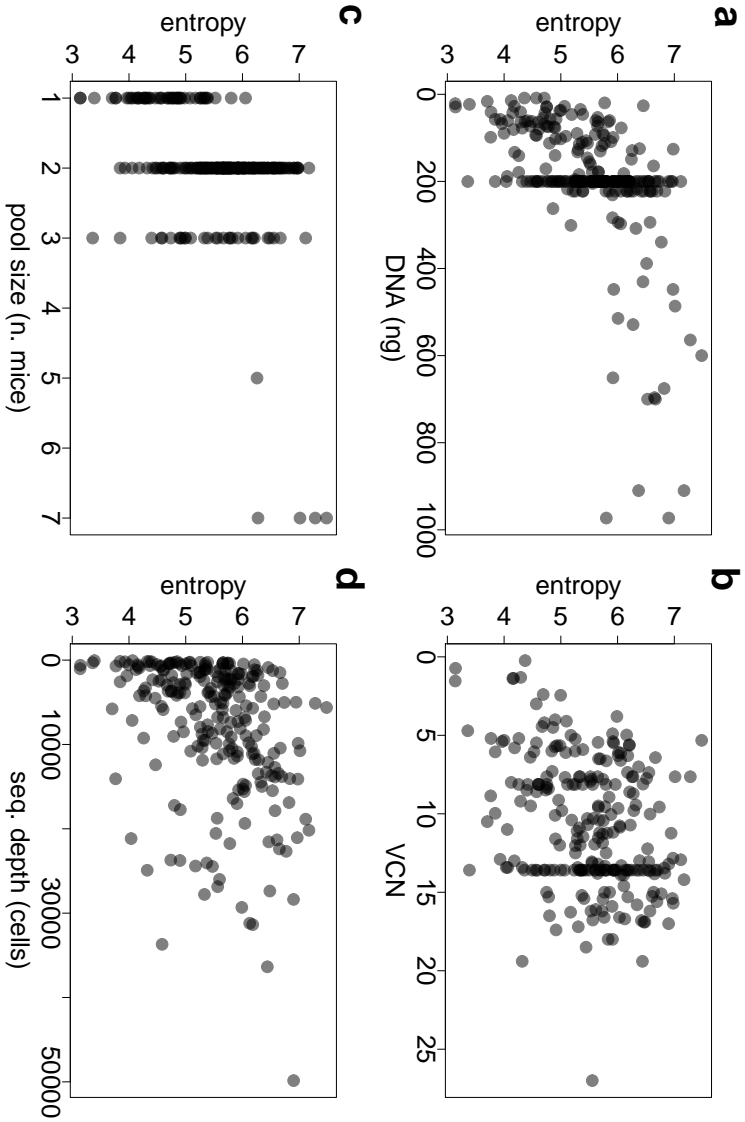 a
entropy
3 4 5 6 7
0 200 400 600 800 1000
DNA (ng)
b
entropy
3 4 5 6 7
0 5 10 15 20 25
VCN
c
entropy
3 4 5 6 7
1 2 3 4 5 6 7
pool size (n. mice)
d
entropy
3 4 5 6 7
0 10000 30000 50000
seq. depth (cells)